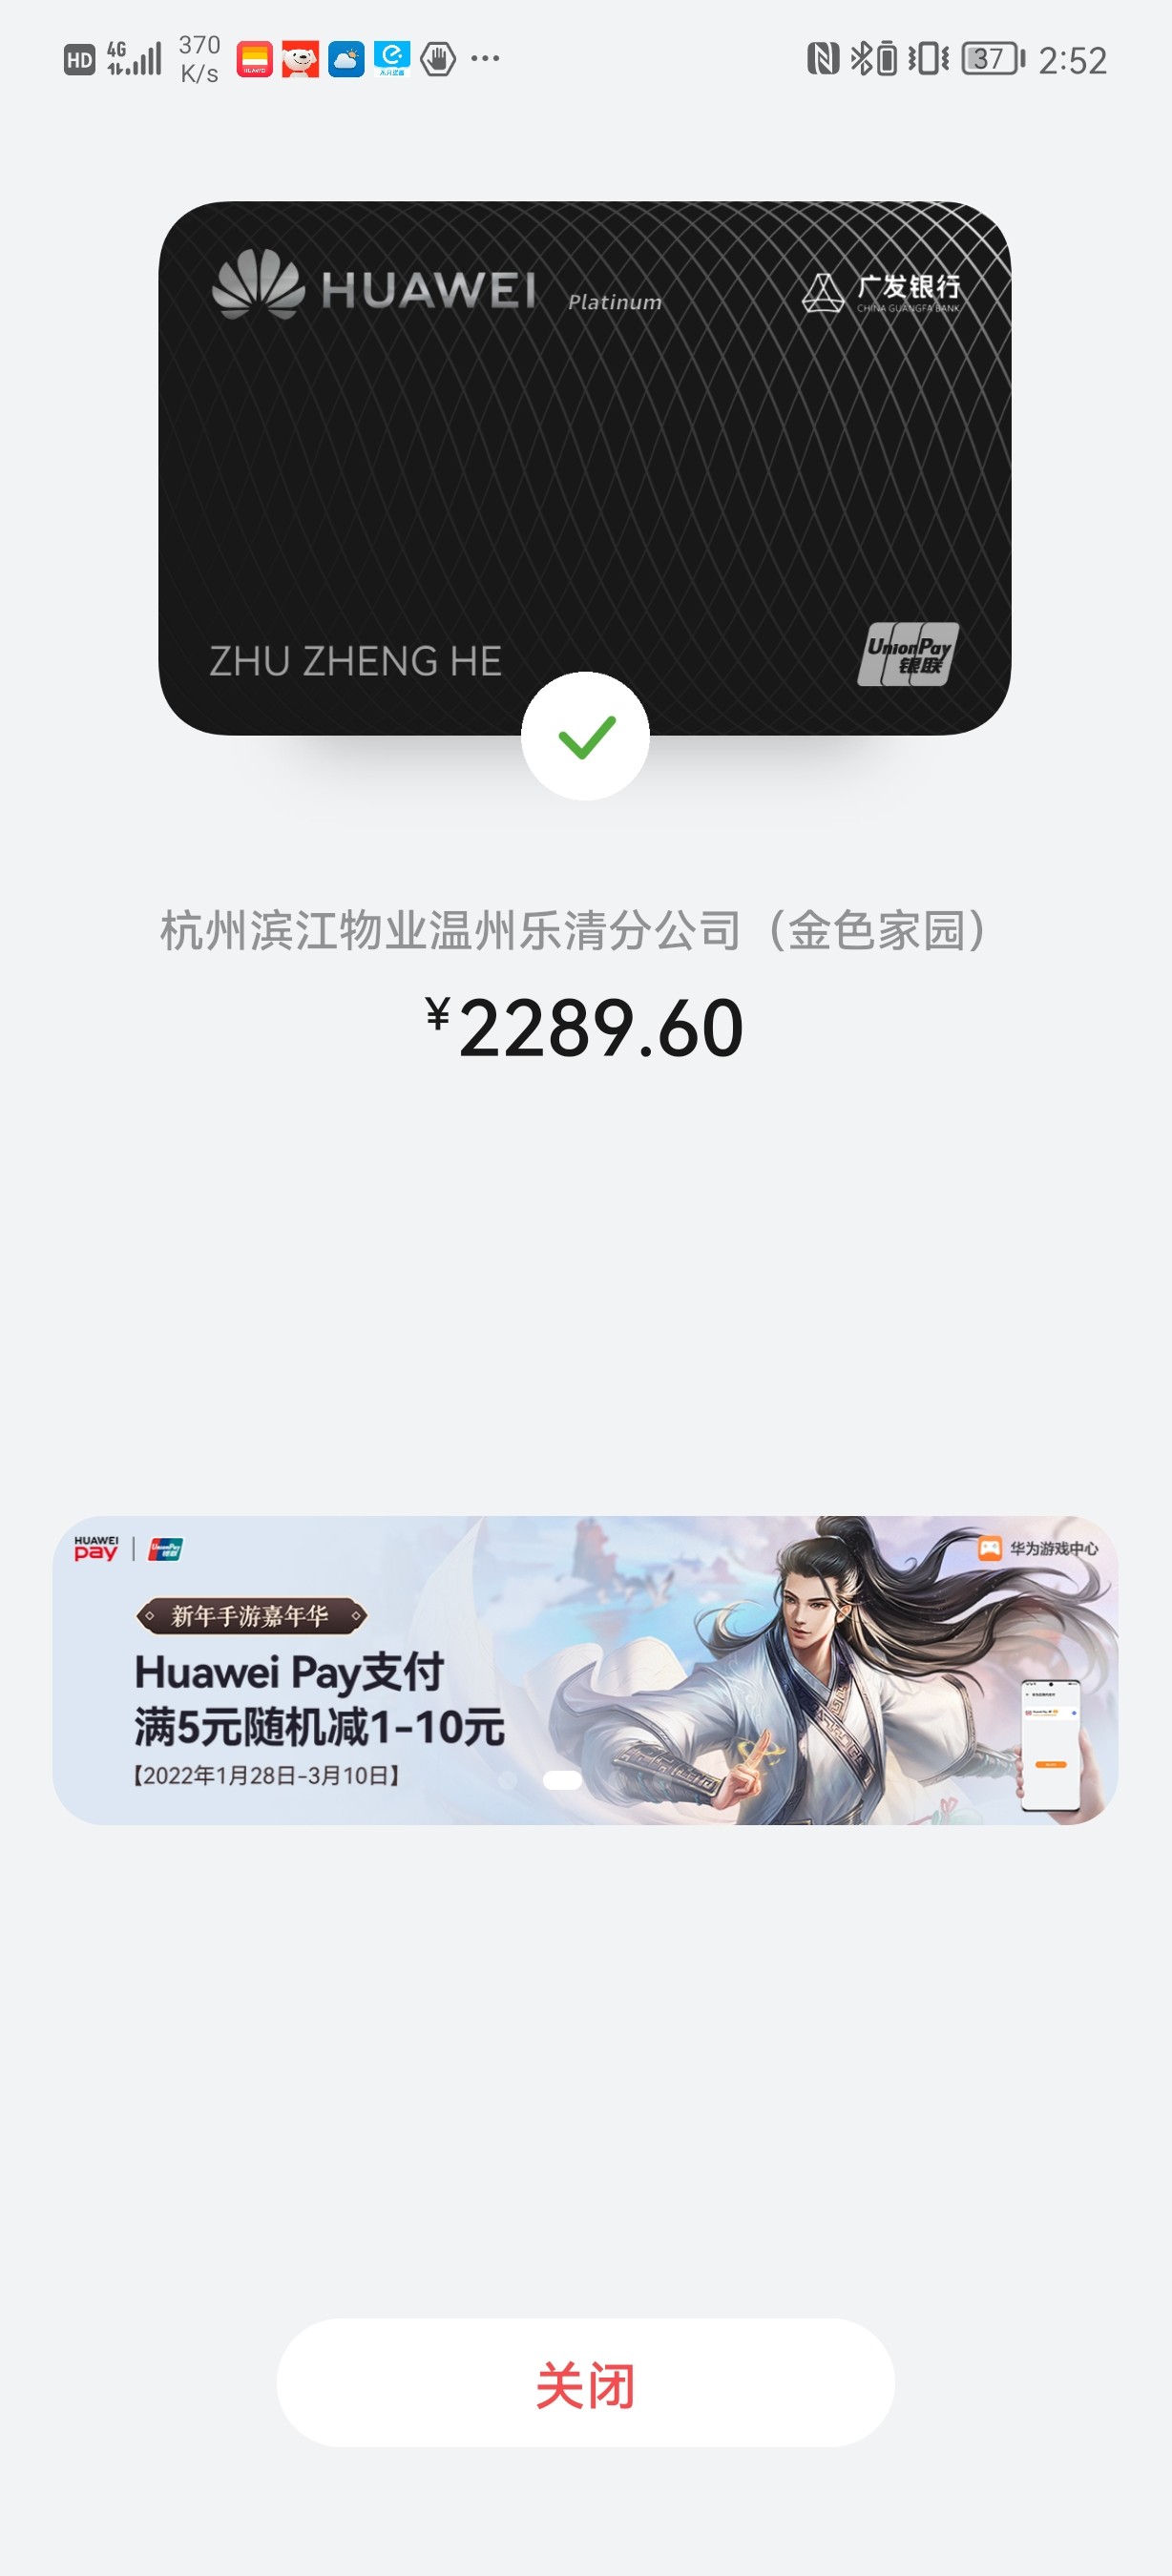 HD 4G 370 K/s 37 2:52
HUAWEI Platinum 广发银行
CHINA GUANGFA BANK
ZHU ZHENG HE UnionPay 银联
杭州滨江物业温州乐清分公司（金色家园）
¥2289.60
HUAWEI pay UnionPay 银联 华为游戏中心
新年手游嘉年华
Huawei Pay支付
满5元随机减1-10元
【2022年1月28日-3月10日】
关闭